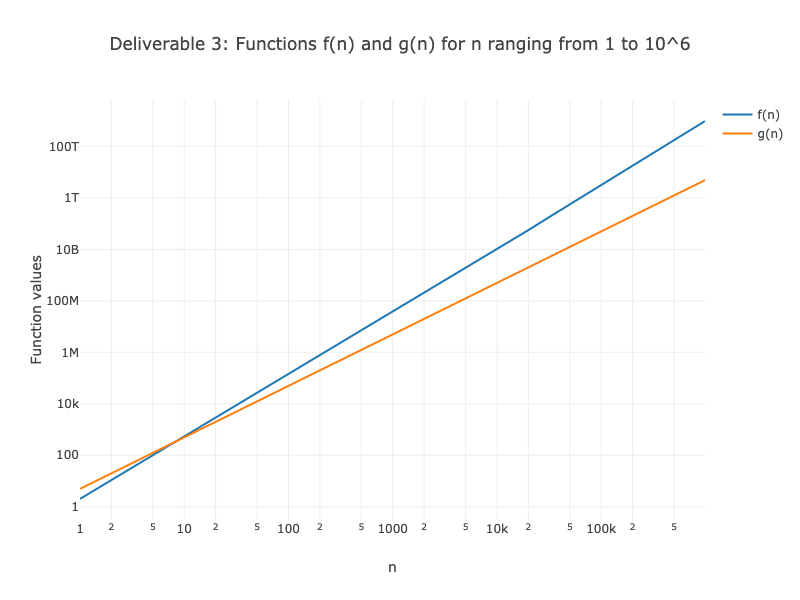 Deliverable 3: Functions f(n) and g(n) for n ranging from 1 to 10^6
f(n)
g(n)
Function values
100T
1T
10B
100M
1M
10k
100
1
1 2 5 10 2 5 100 2 5 1000 2 5 10k 2 5 100k 2 5
n